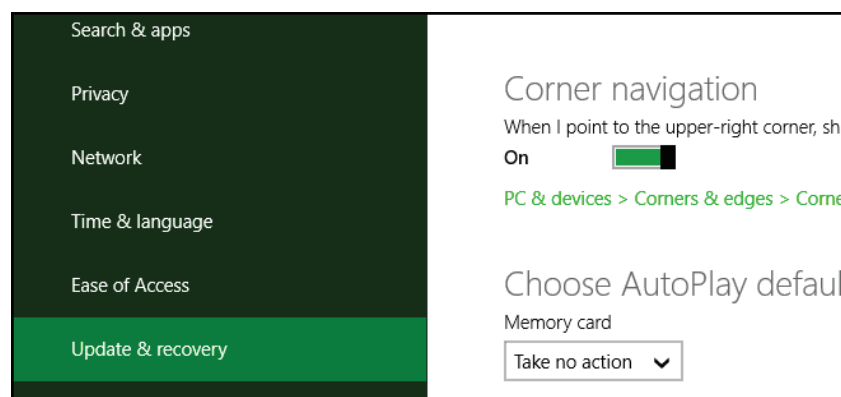 Search & apps
Privacy
Network
Time & language
Ease of Access
Update & recovery
Corner navigation
When I point to the upper-right corner, sh
On
PC & devices > Corners & edges > Corne
Choose AutoPlay defaul
Memory card
Take no action